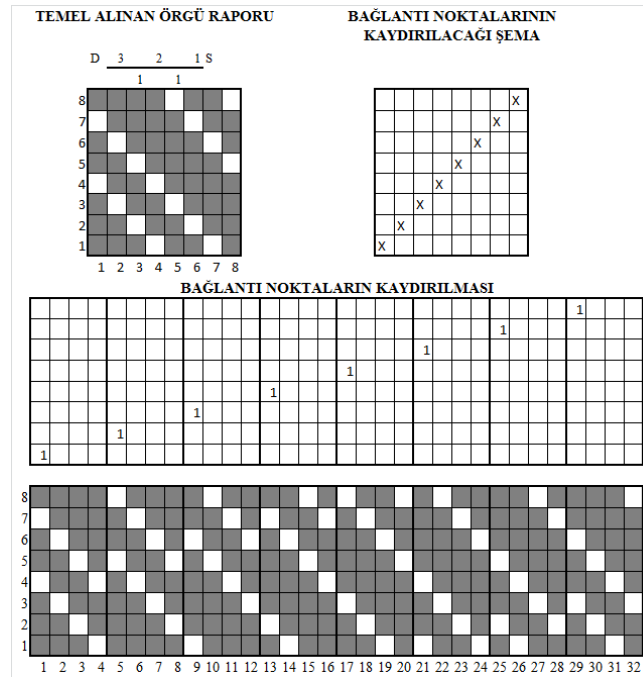 TEMEL ALINAN ÖRGÜ RAPORU
BAĞLANTI NOKTALARININ
KAYDIRILACAĞI ŞEMA
D 3 2 1 S
1 1
8
7
6
5
4
3
2
1
1 2 3 4 5 6 7 8
X
X
X
X
X
X
X
X
BAĞLANTI NOKTALARIN KAYDIRILMASI
1
1
1
1
1
1
1
1
8
7
6
5
4
3
2
1
1 2 3 4 5 6 7 8 9 10 11 12 13 14 15 16 17 18 19 20 21 22 23 24 25 26 27 28 29 30 31 32